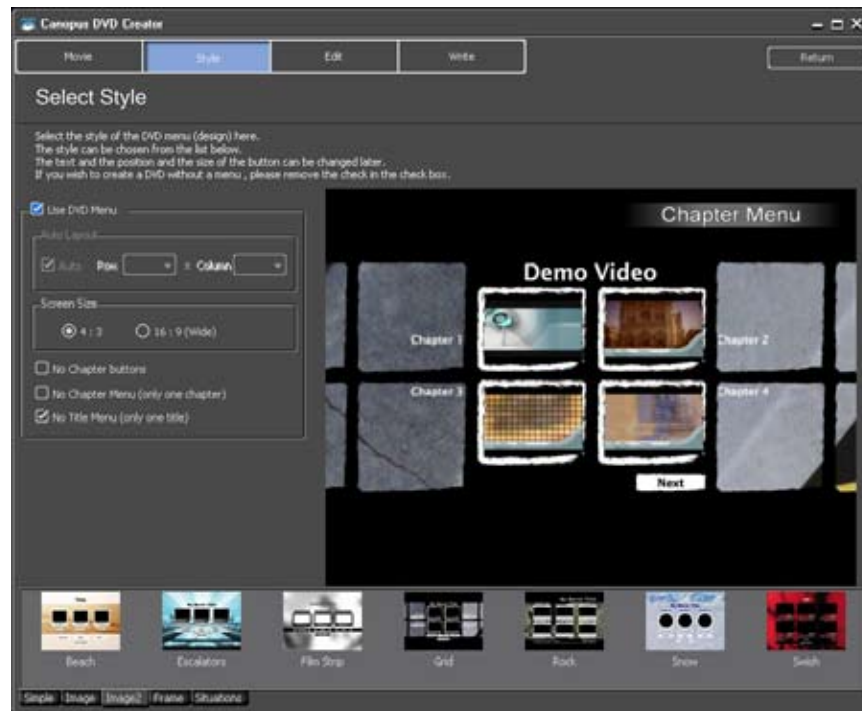 Canopus DVD Creator
Movie
Style
Edit
Write
Return
Select Style
Select the style of the DVD menu (design) here.
The style can be chosen from the list below.
The text and the position and the size of the button can be changed later.
If you wish to create a DVD without a menu , please remove the check in the check box.
Use DVD Menu
Auto Layout
Auto Row x Column
Screen Size
4 : 3 16 : 9 (Wide)
No Chapter buttons
No Chapter Menu (only one chapter)
No Title Menu (only one title)
Chapter Menu
Demo Video
Chapter 1
Chapter 2
Chapter 3
Chapter 4
Next
Beach
Escalators
Film Strip
Grid
Rock
Snow
Swish
Simple
Image
Image2
Frame
Situations